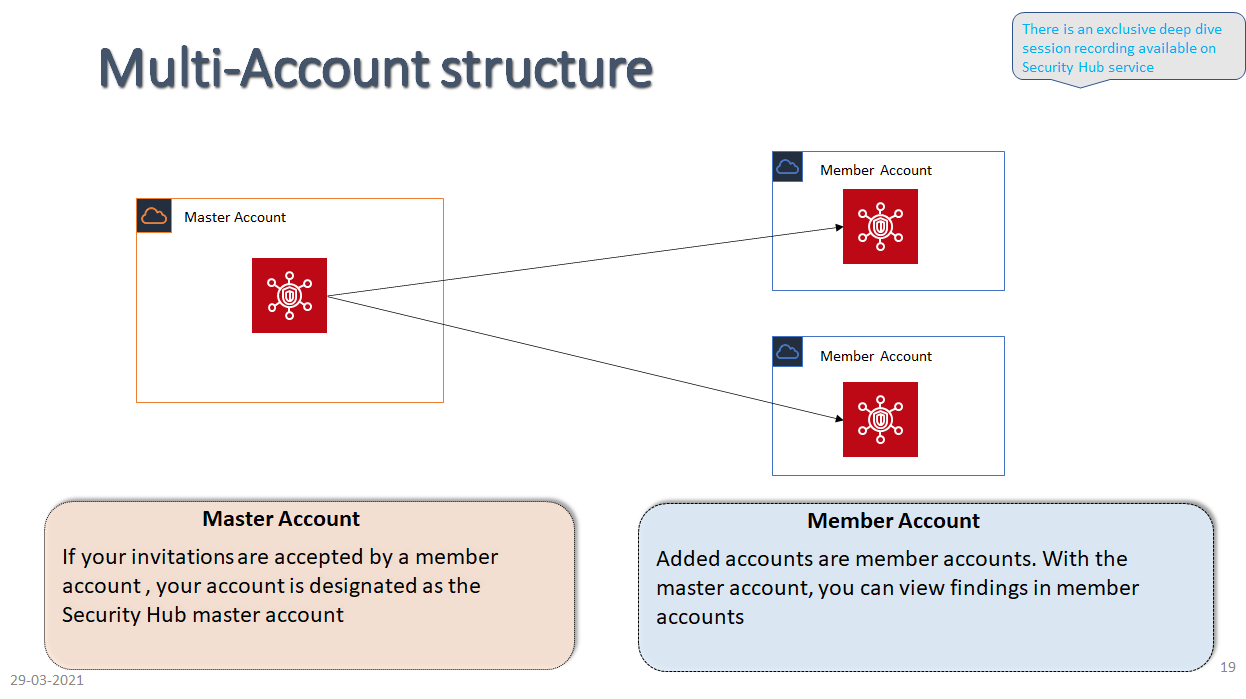 Multi-Account structure
There is an exclusive deep dive
session recording available on
Security Hub service
Master Account
Member Account
Member Account
Master Account
If your invitations are accepted by a member
account , your account is designated as the
Security Hub master account
Member Account
Added accounts are member accounts. With the
master account, you can view findings in member
accounts
29-03-2021
19